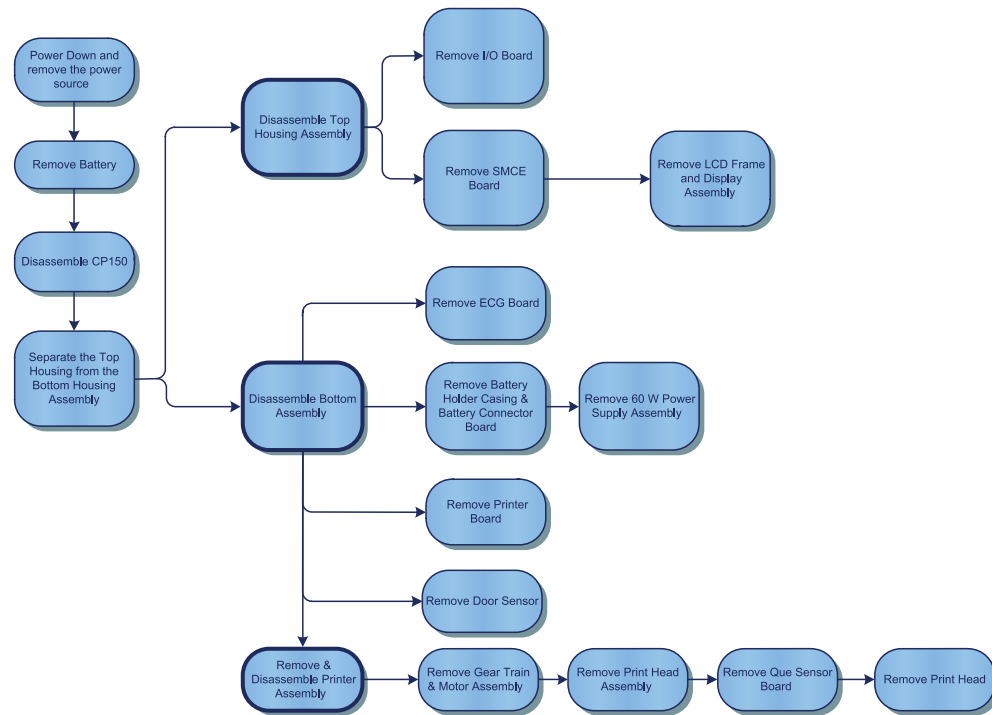 Power Down and
remove the power
source
Remove Battery
Disassemble CP150
Separate the Top
Housing from the
Bottom Housing
Assembly
Disassemble Top
Housing Assembly
Remove I/O Board
Remove SMCE
Board
Remove LCD Frame
and Display
Assembly
Disassemble Bottom
Assembly
Remove ECG Board
Remove Battery
Holder Casing &
Battery Connector
Board
Remove 60 W Power
Supply Assembly
Remove Printer
Board
Remove Door Sensor
Remove &
Disassemble Printer
Assembly
Remove Gear Train
& Motor Assembly
Remove Print Head
Assembly
Remove Que Sensor
Board
Remove Print Head